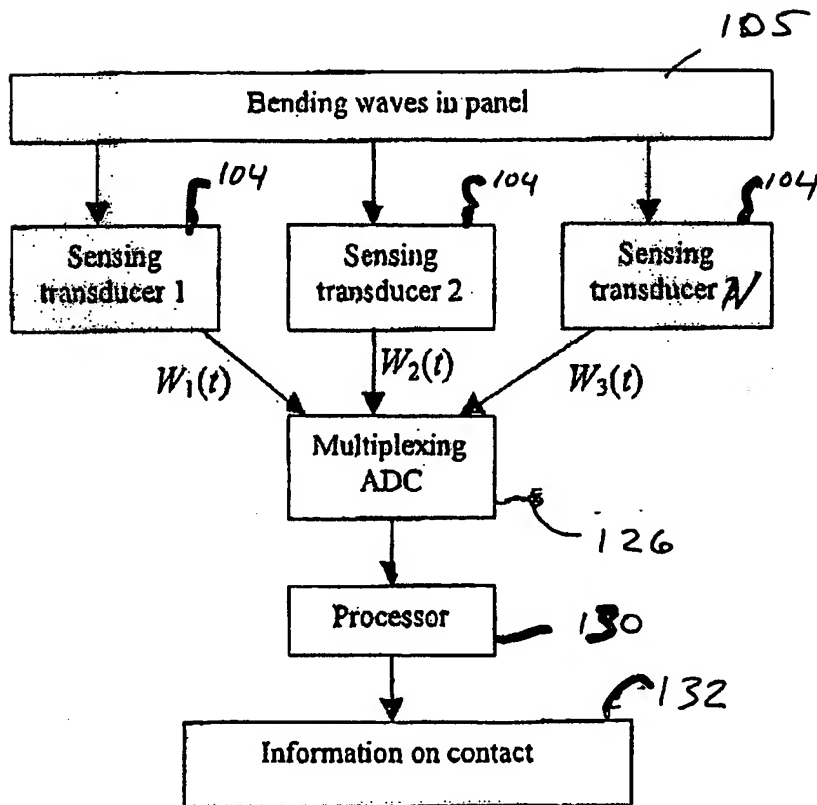 105
Bending waves in panel
104
104
104
Sensing
transducer 1
Sensing
transducer 2
Sensing
transducer N
W₁(t)
W₂(t)
W₃(t)
Multiplexing
ADC
126
Processor
130
132
Information on contact